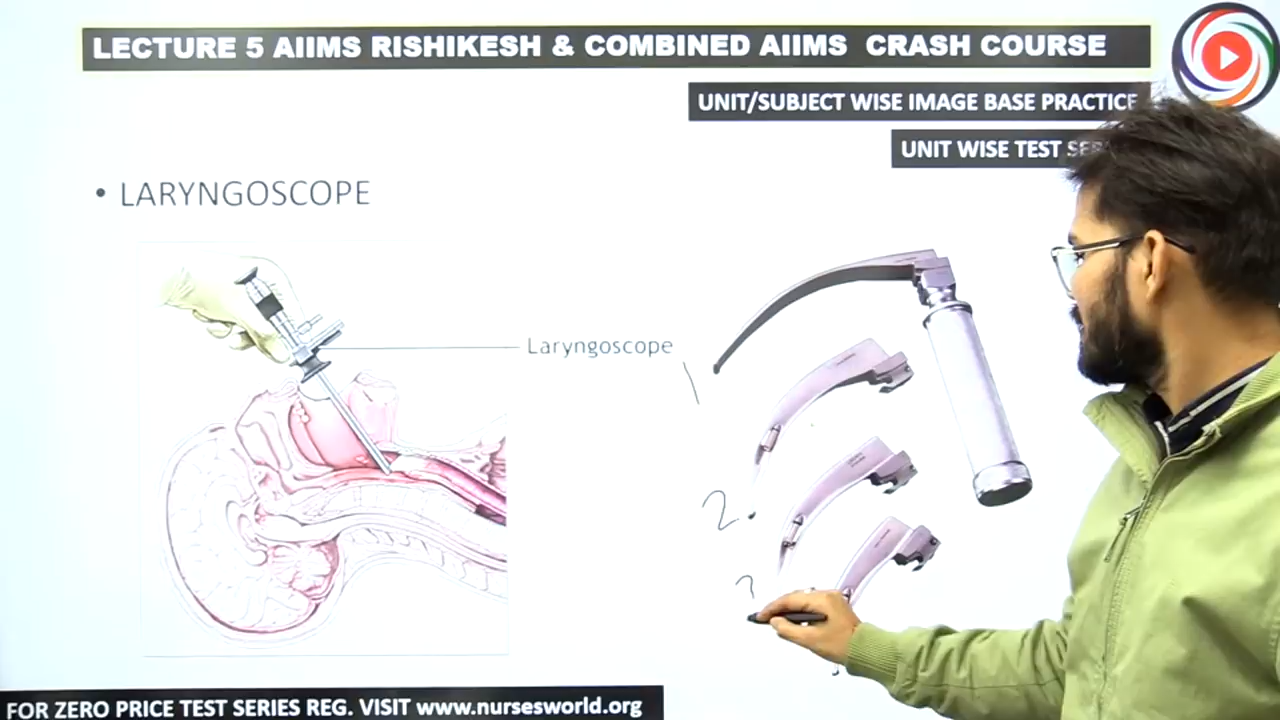 LECTURE 5 AIIMS RISHIKESH & COMBINED AIIMS CRASH COURSE
UNIT/SUBJECT WISE IMAGE BASE PRACTICE
UNIT WISE TEST
• LARYNGOSCOPE
Laryngoscope
1
2.
FOR ZERO PRICE TEST SERIES REG. VISIT www.nursesworld.org